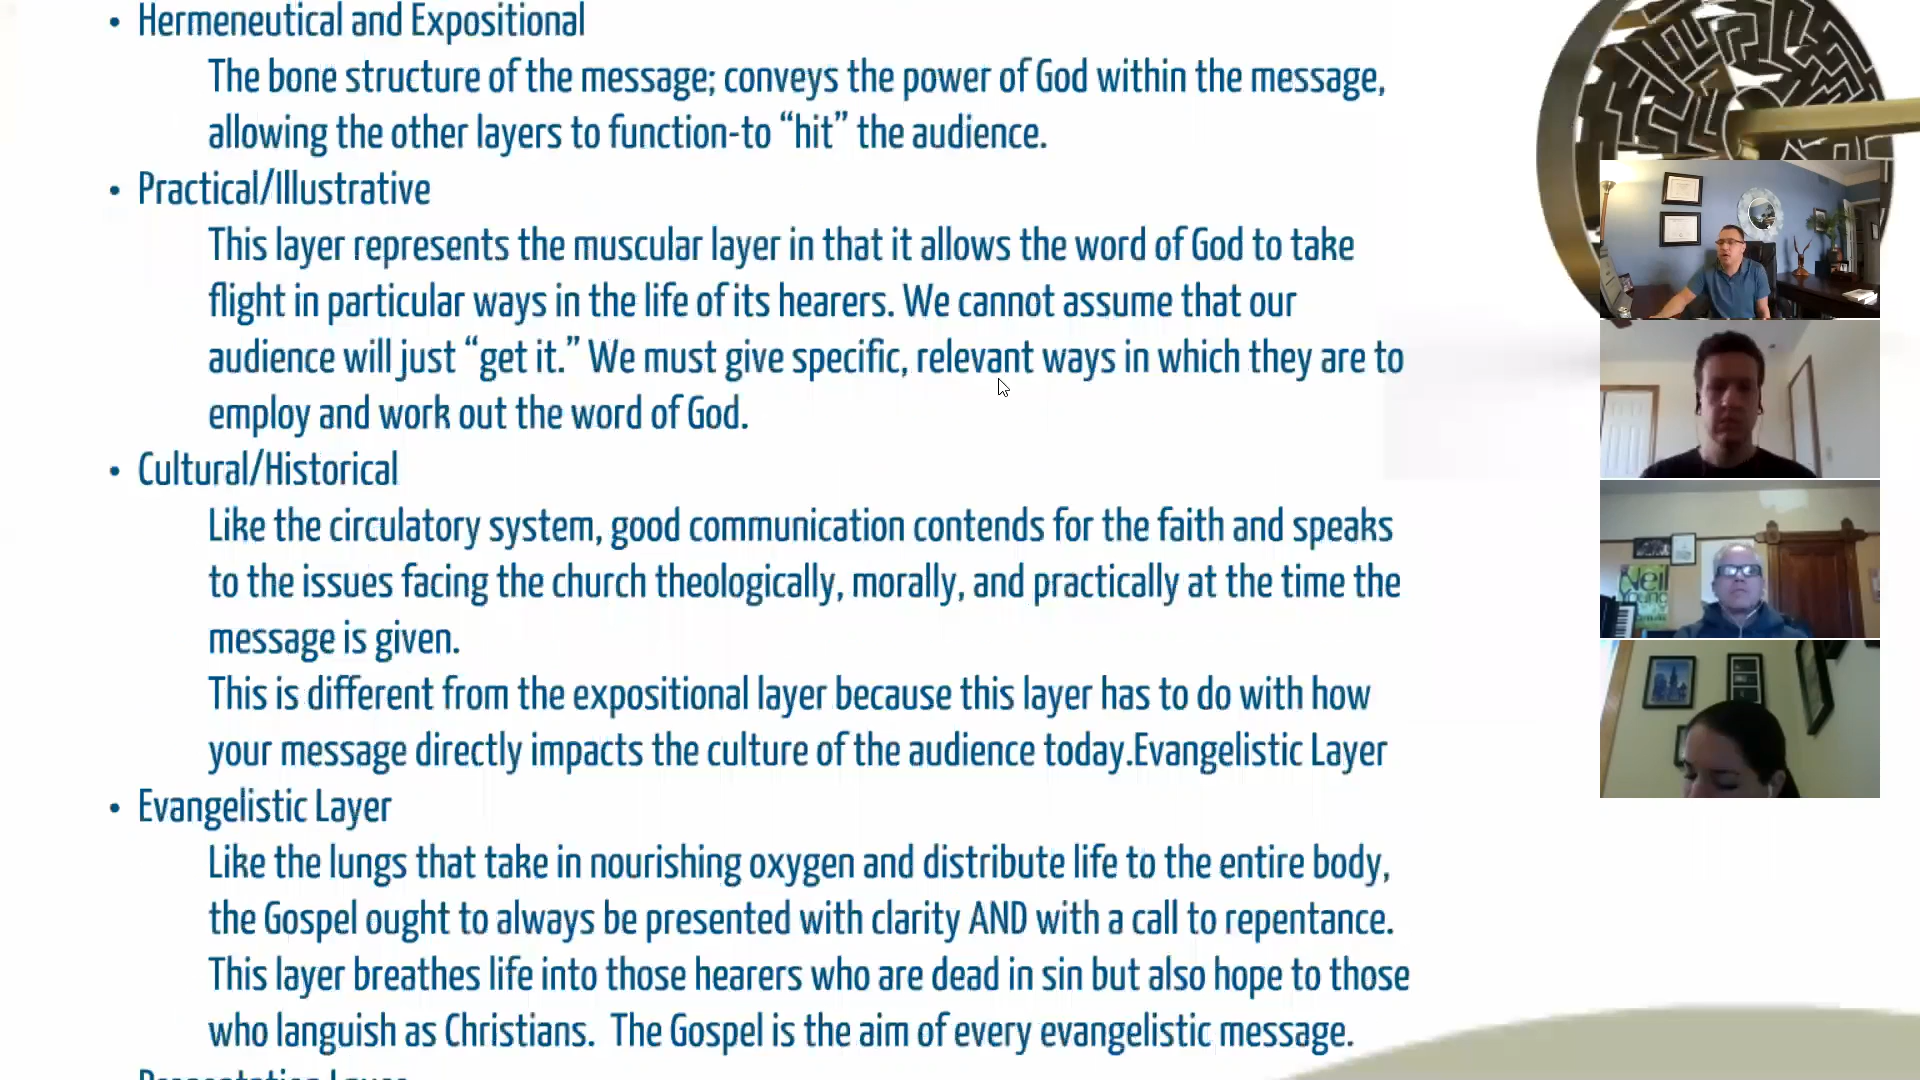 • Hermeneutical and Expositional
The bone structure of the message; conveys the power of God within the message,
allowing the other layers to function-to “hit” the audience.
• Practical/Illustrative
This layer represents the muscular layer in that it allows the word of God to take
flight in particular ways in the life of its hearers. We cannot assume that our
audience will just “get it.” We must give specific, relevant ways in which they are to
employ and work out the word of God.
• Cultural/Historical
Like the circulatory system, good communication contends for the faith and speaks
to the issues facing the church theologically, morally, and practically at the time the
message is given.
This is different from the expositional layer because this layer has to do with how
your message directly impacts the culture of the audience today.Evangelistic Layer
• Evangelistic Layer
Like the lungs that take in nourishing oxygen and distribute life to the entire body,
the Gospel ought to always be presented with clarity AND with a call to repentance.
This layer breathes life into those hearers who are dead in sin but also hope to those
who languish as Christians.  The Gospel is the aim of every evangelistic message.
Neil
Young